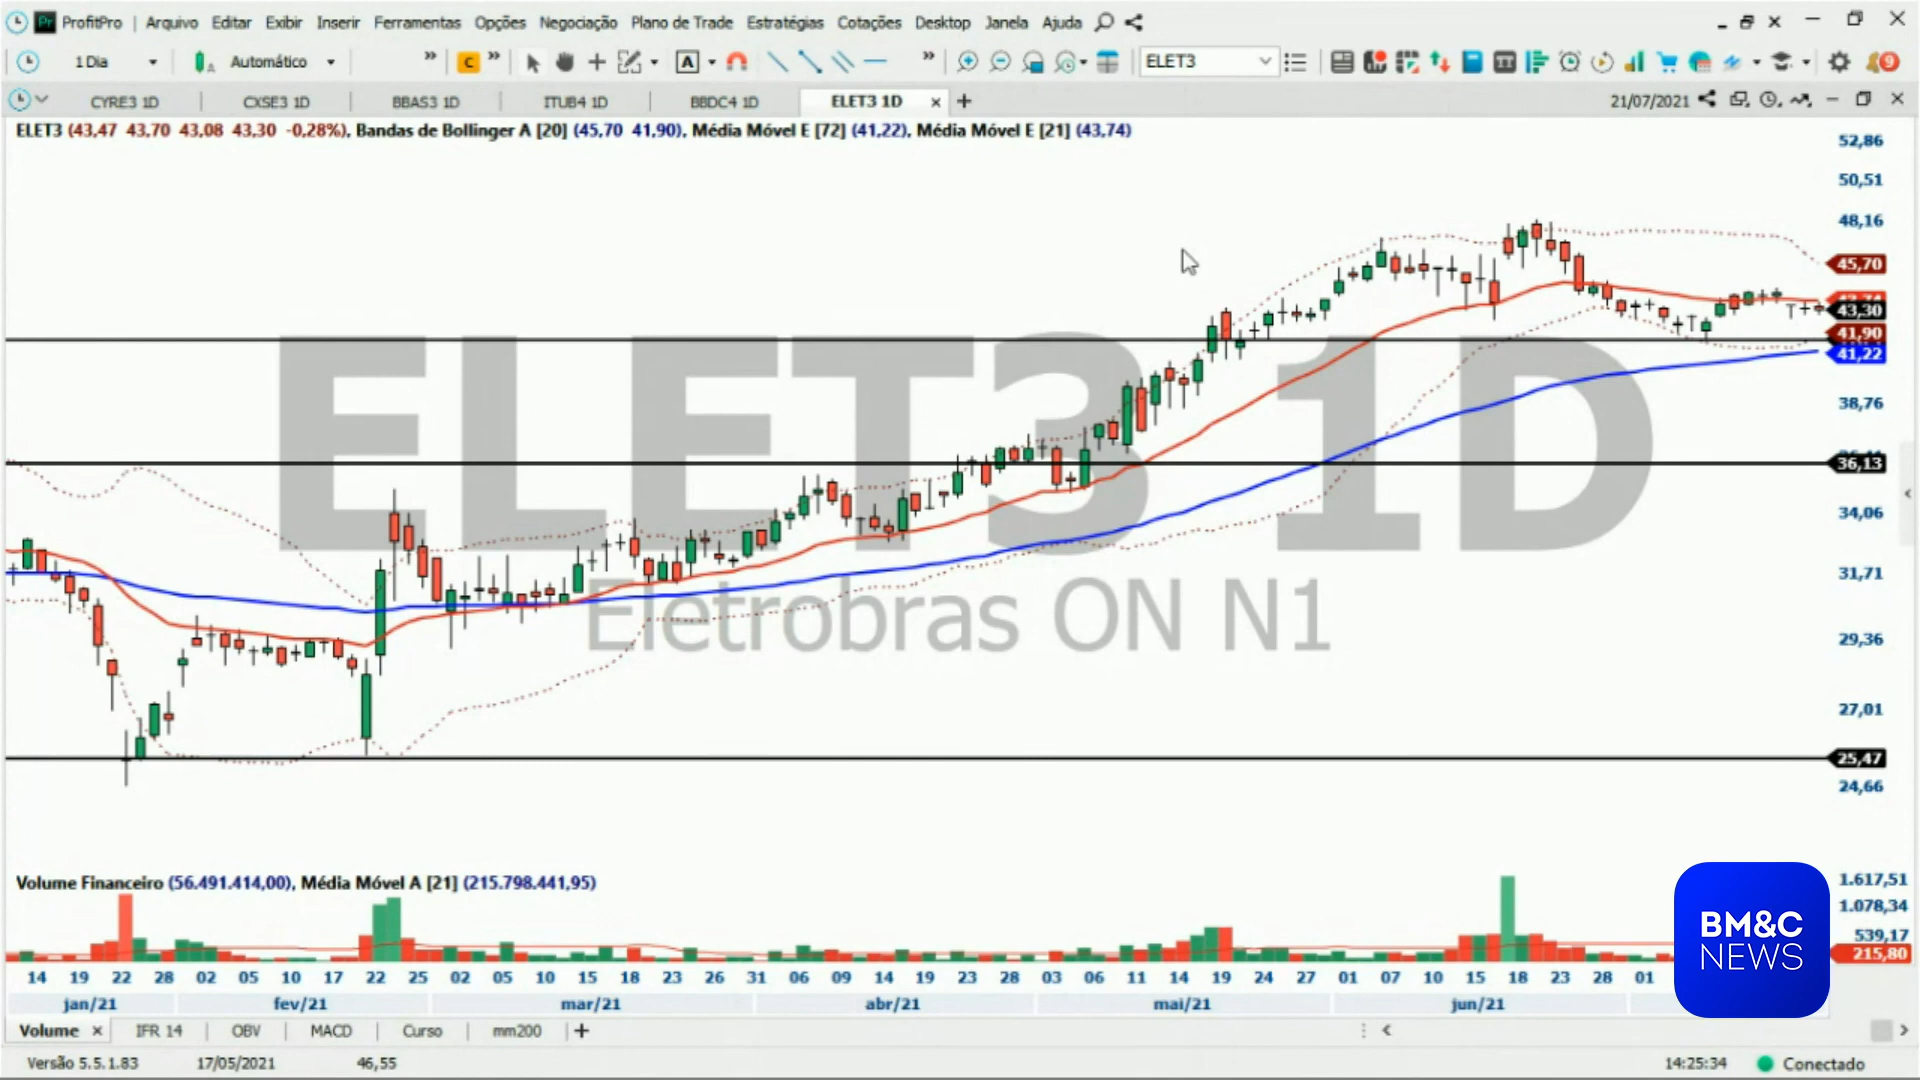 ProfitPro | Arquivo Editar Exibir Inserir Ferramentas Opções Negociação Plano de Trade Estratégias Cotações Desktop Janela Ajuda
1 Dia Automático C A ELET3 9
CYRE3 1D CXSE3 1D BBAS3 1D ITUB4 1D BBDC4 1D ELET3 1D 21/07/2021
ELET3 (43,47 43,70 43,08 43,30 -0,28%), Bandas de Bollinger A [20] (45,70 41,90), Média Móvel E [72] (41,22), Média Móvel E [21] (43,74)
52,86
50,51
48,16
45,70
43,30
41,90
41,22
38,76
36,13
34,06
31,71
29,36
27,01
25,47
24,66
ELET3 1D
Eletrobras ON N1
Volume Financeiro (56.491.414,00), Média Móvel A [21] (215.798.441,95)
1.617,51
1.078,34
539,17
215,80
BM&C
NEWS
14 19 22 28 02 05 10 17 22 25 02 05 10 15 18 23 26 31 06 09 14 19 23 28 03 06 11 14 19 24 27 01 07 10 15 18 23 28 01
jan/21 fev/21 mar/21 abr/21 mai/21 jun/21
Volume IFR 14 OBV MACD Curso mm200
Versão 5.5.1.83 17/05/2021 46,55 14:25:34 Conectado